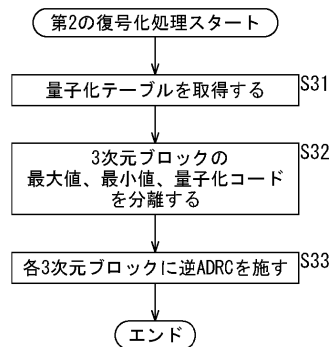 第2の復号化処理スタート
量子化テーブルを取得する
S31
3次元ブロックの
最大値、最小値、量子化コード
を分離する
S32
各3次元ブロックに逆ADRCを施す
S33
エンド